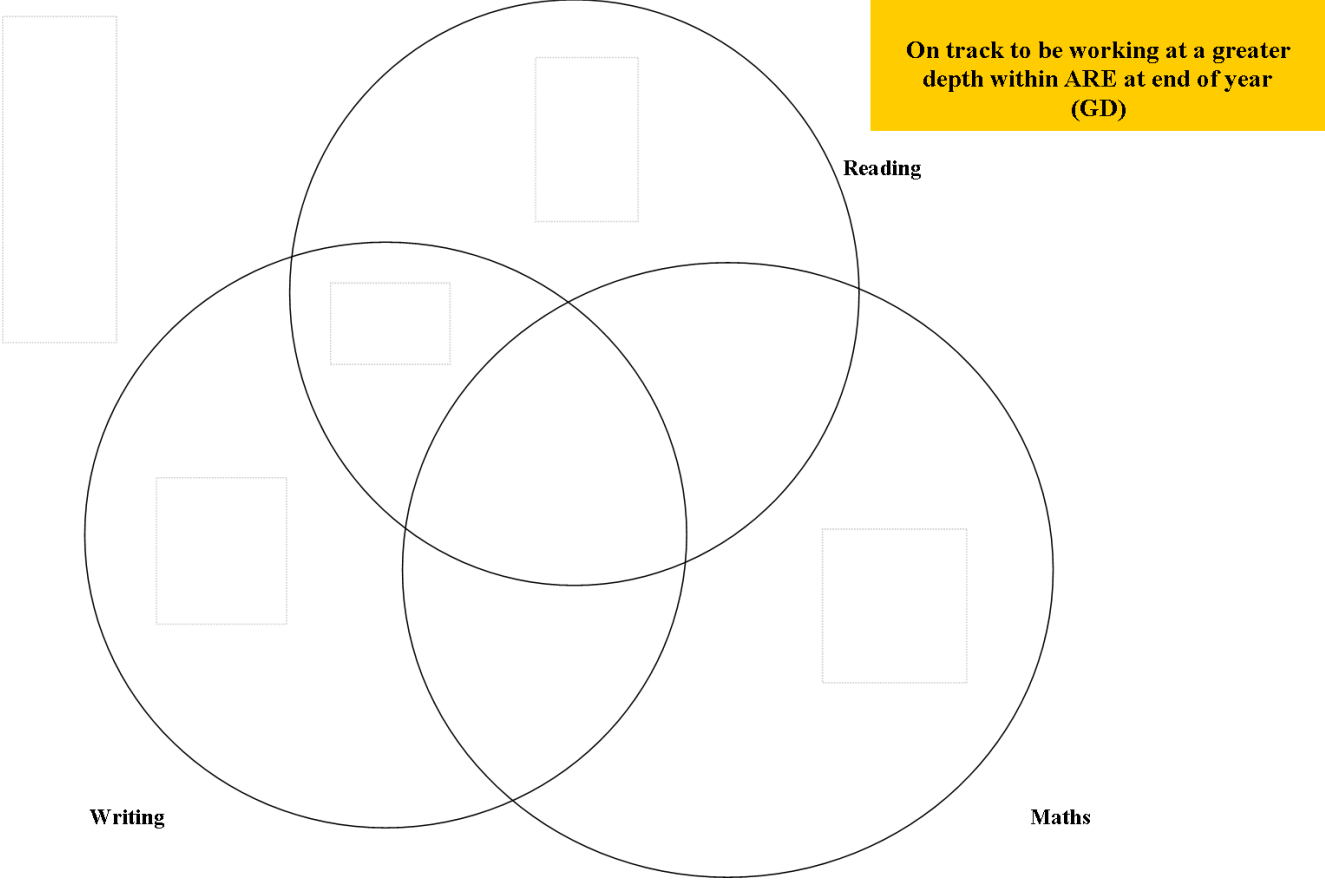 On track to be working at a greater
depth within ARE at end of year
(GD)
Reading
Writing
Maths